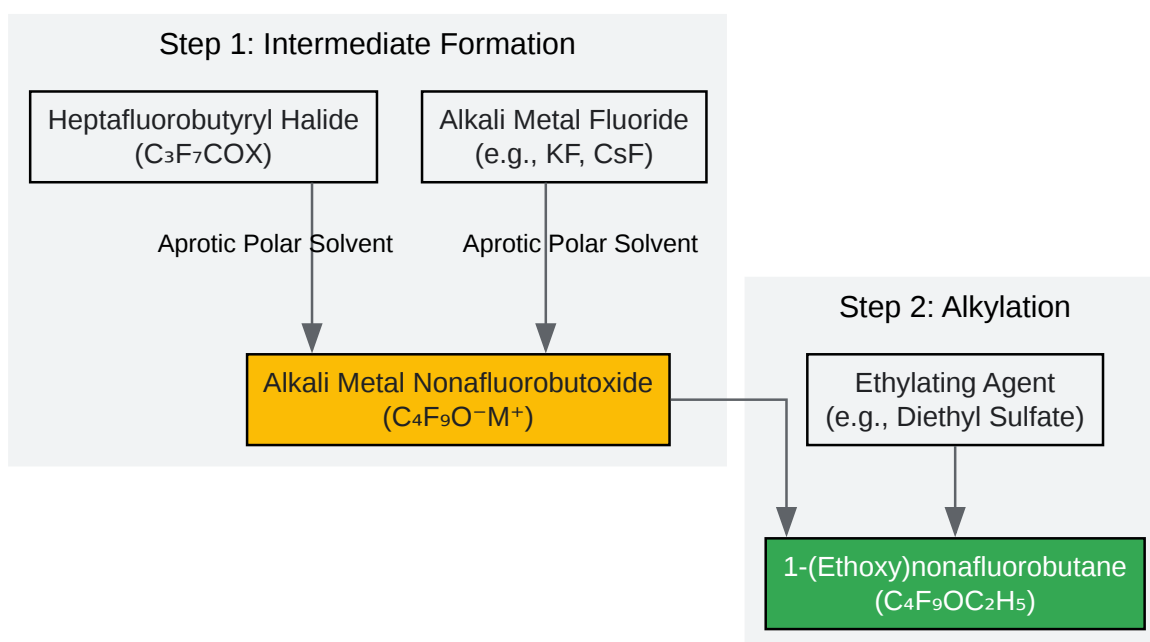 Step 1: Intermediate Formation
Heptafluorobutyryl Halide
(C₃F₇COX)
Alkali Metal Fluoride
(e.g., KF, CsF)
Aprotic Polar Solvent
Aprotic Polar Solvent
Alkali Metal Nonafluorobutoxide
(C₄F₉O⁻M⁺)
Step 2: Alkylation
Ethylating Agent
(e.g., Diethyl Sulfate)
1-(Ethoxy)nonafluorobutane
(C₄F₉OC₂H₅)